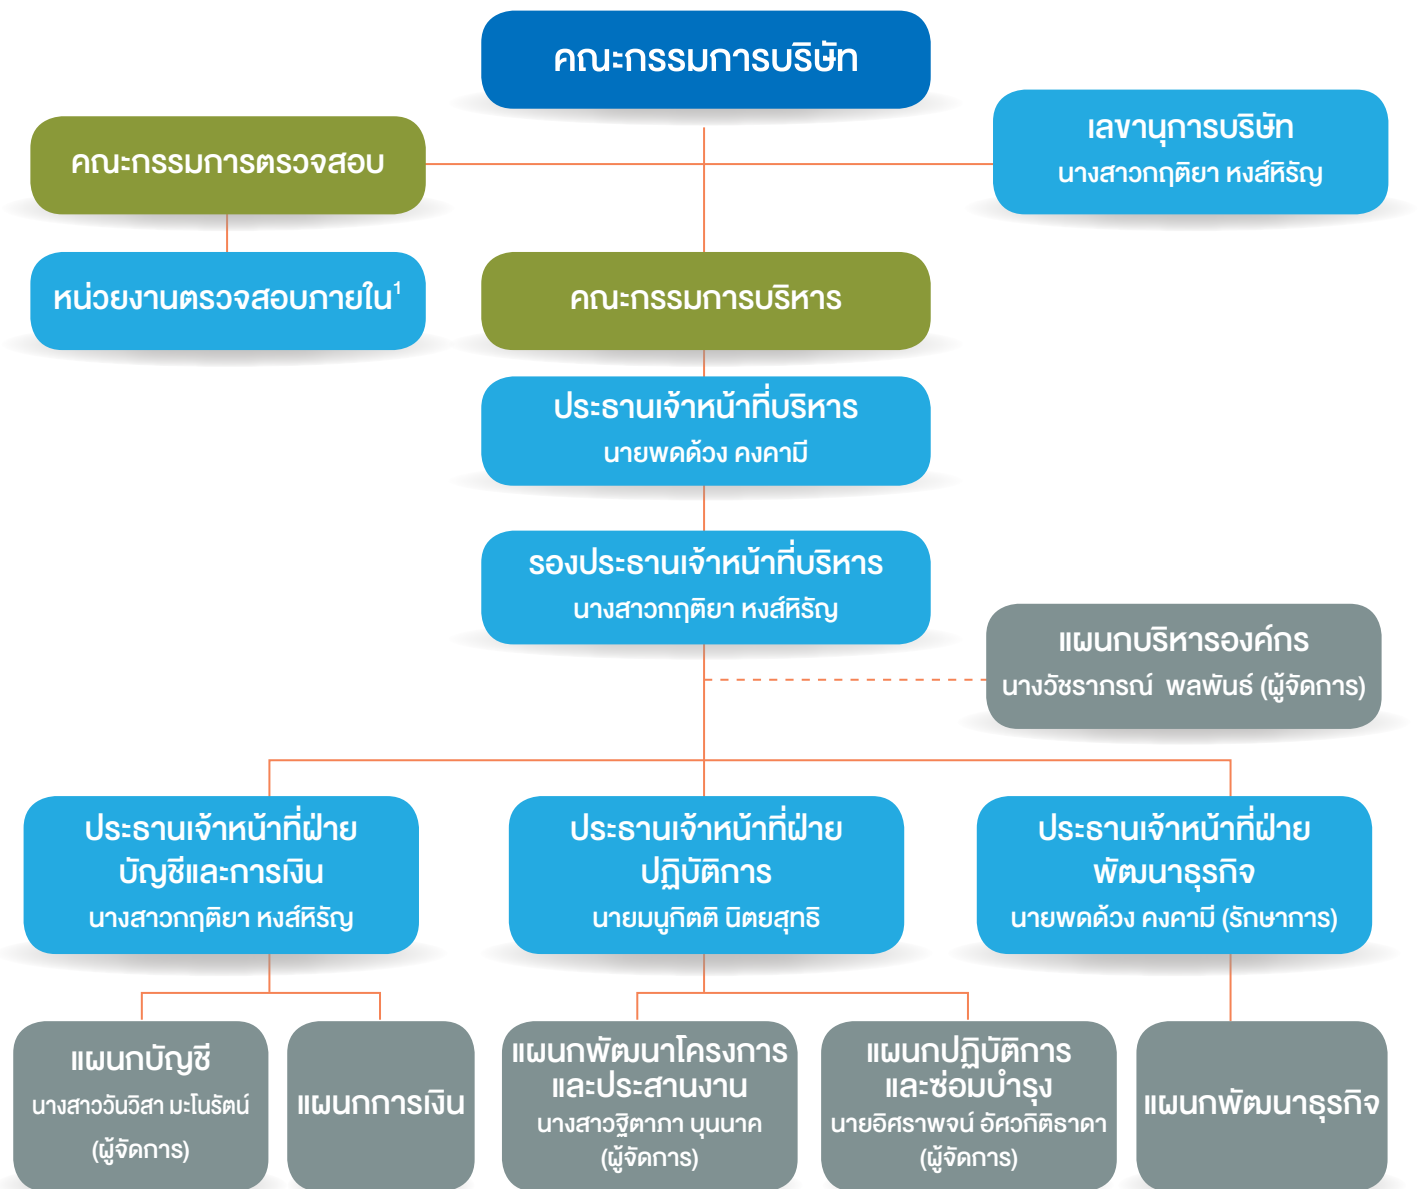 คณะกรรมการบริษัท
เลขานุการบริษัท
นางสาวกฤติยา หงส์หิรัญ
คณะกรรมการตรวจสอบ
หน่วยงานตรวจสอบภายใน¹
คณะกรรมการบริหาร
ประธานเจ้าหน้าที่บริหาร
นายพดด้วง คงคามี
รองประธานเจ้าหน้าที่บริหาร
นางสาวกฤติยา หงส์หิรัญ
แผนกบริหารองค์กร
นางวัชราภรณ์ พลพันธ์ (ผู้จัดการ)
ประธานเจ้าหน้าที่ฝ่าย
บัญชีและการเงิน
นางสาวกฤติยา หงส์หิรัญ
ประธานเจ้าหน้าที่ฝ่าย
ปฏิบัติการ
นายมนูกิตติ นิตยสุทธิ
ประธานเจ้าหน้าที่ฝ่าย
พัฒนาธุรกิจ
นายพดด้วง คงคามี (รักษาการ)
แผนกบัญชี
นางสาววันวิสา มะโนรัตน์
(ผู้จัดการ)
แผนกการเงิน
แผนกพัฒนาโครงการ
และประสานงาน
นางสาวฐิตาภา บุนนาค
(ผู้จัดการ)
แผนกปฏิบัติการ
และซ่อมบำรุง
นายอิศราพจน์ อัศวกิติธาดา
(ผู้จัดการ)
แผนกพัฒนาธุรกิจ